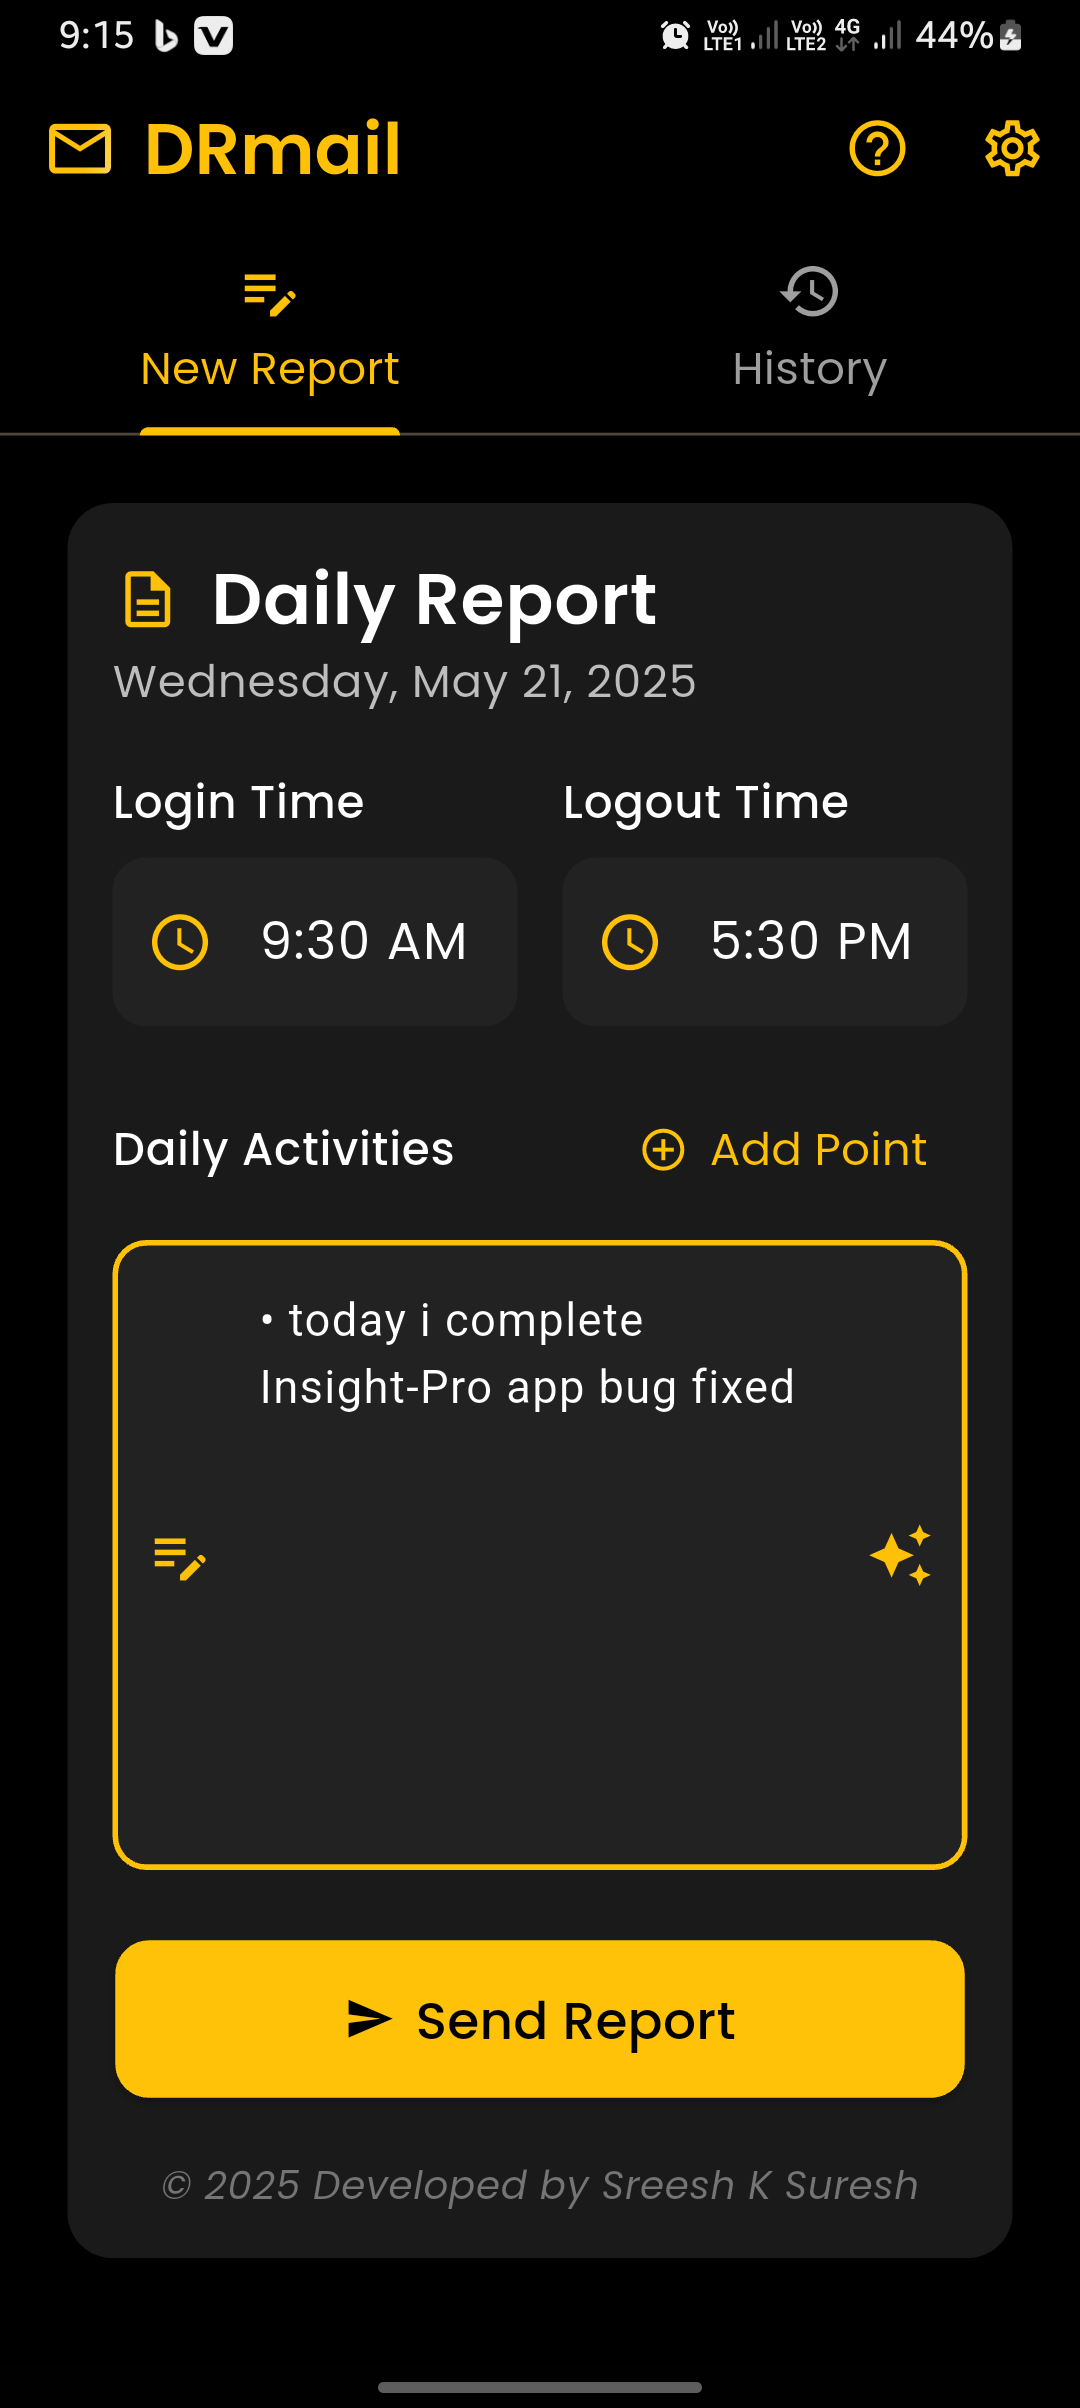 9:15 44%
Vo)) LTE1 Vo)) LTE2 4G
DRmail
New Report History
Daily Report
Wednesday, May 21, 2025
Login Time Logout Time
9:30 AM 5:30 PM
Daily Activities Add Point
• today i complete
Insight-Pro app bug fixed
Send Report
© 2025 Developed by Sreesh K Suresh